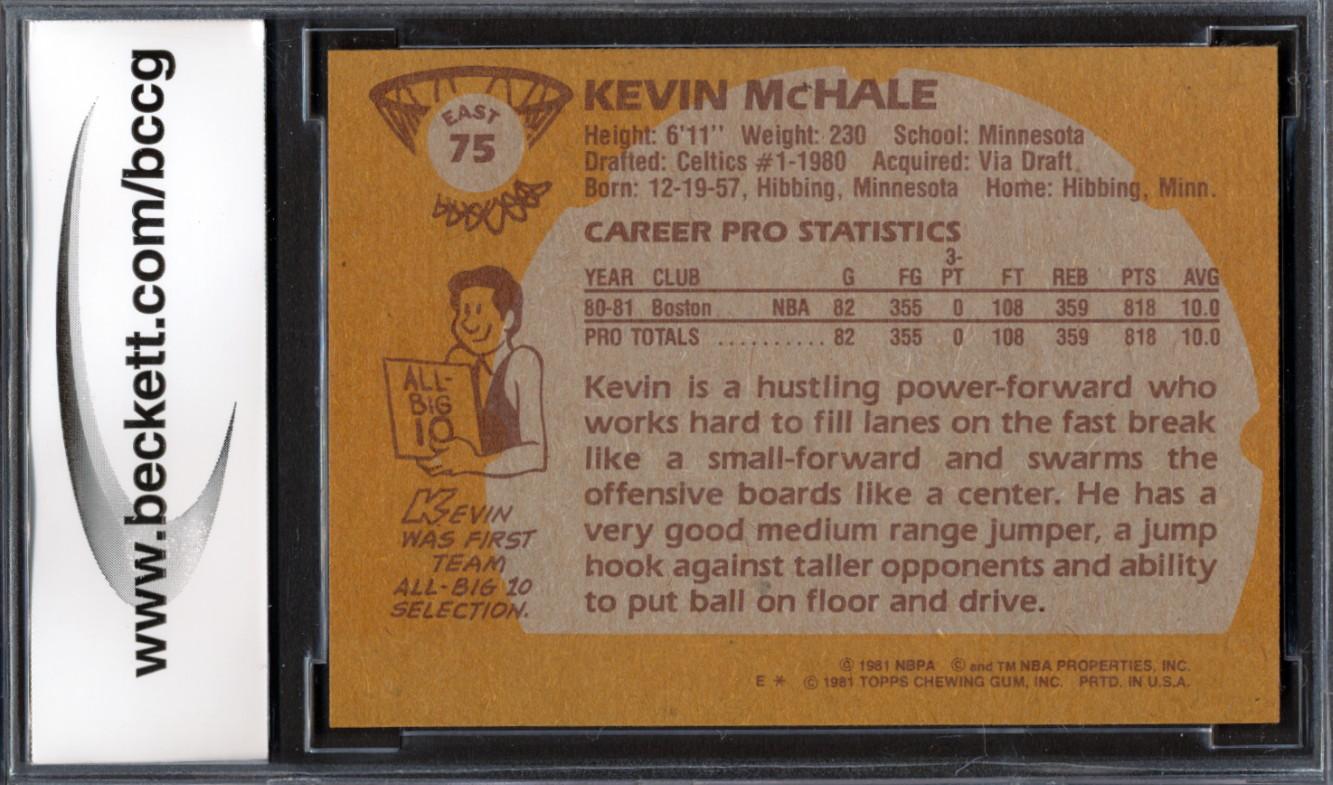 www.beckett.com/bccg
EAST
75
KEVIN McHALE
Height: 6'11" Weight: 230 School: Minnesota
Drafted: Celtics #1-1980 Acquired: Via Draft
Born: 12-19-57, Hibbing, Minnesota Home: Hibbing, Minn.
CAREER PRO STATISTICS
YEAR CLUB G FG 3-PT FT REB PTS AVG
80-81 Boston NBA 82 355 0 108 359 818 10.0
PRO TOTALS .......... 82 355 0 108 359 818 10.0
ALL-
BIG
10
KEVIN
WAS FIRST
TEAM
ALL-BIG 10
SELECTION.
Kevin is a hustling power-forward who
works hard to fill lanes on the fast break
like a small-forward and swarms the
offensive boards like a center. He has a
very good medium range jumper, a jump
hook against taller opponents and ability
to put ball on floor and drive.
© 1981 NBPA © and TM NBA PROPERTIES, INC.
E * © 1981 TOPPS CHEWING GUM, INC. PRTD. IN U.S.A.